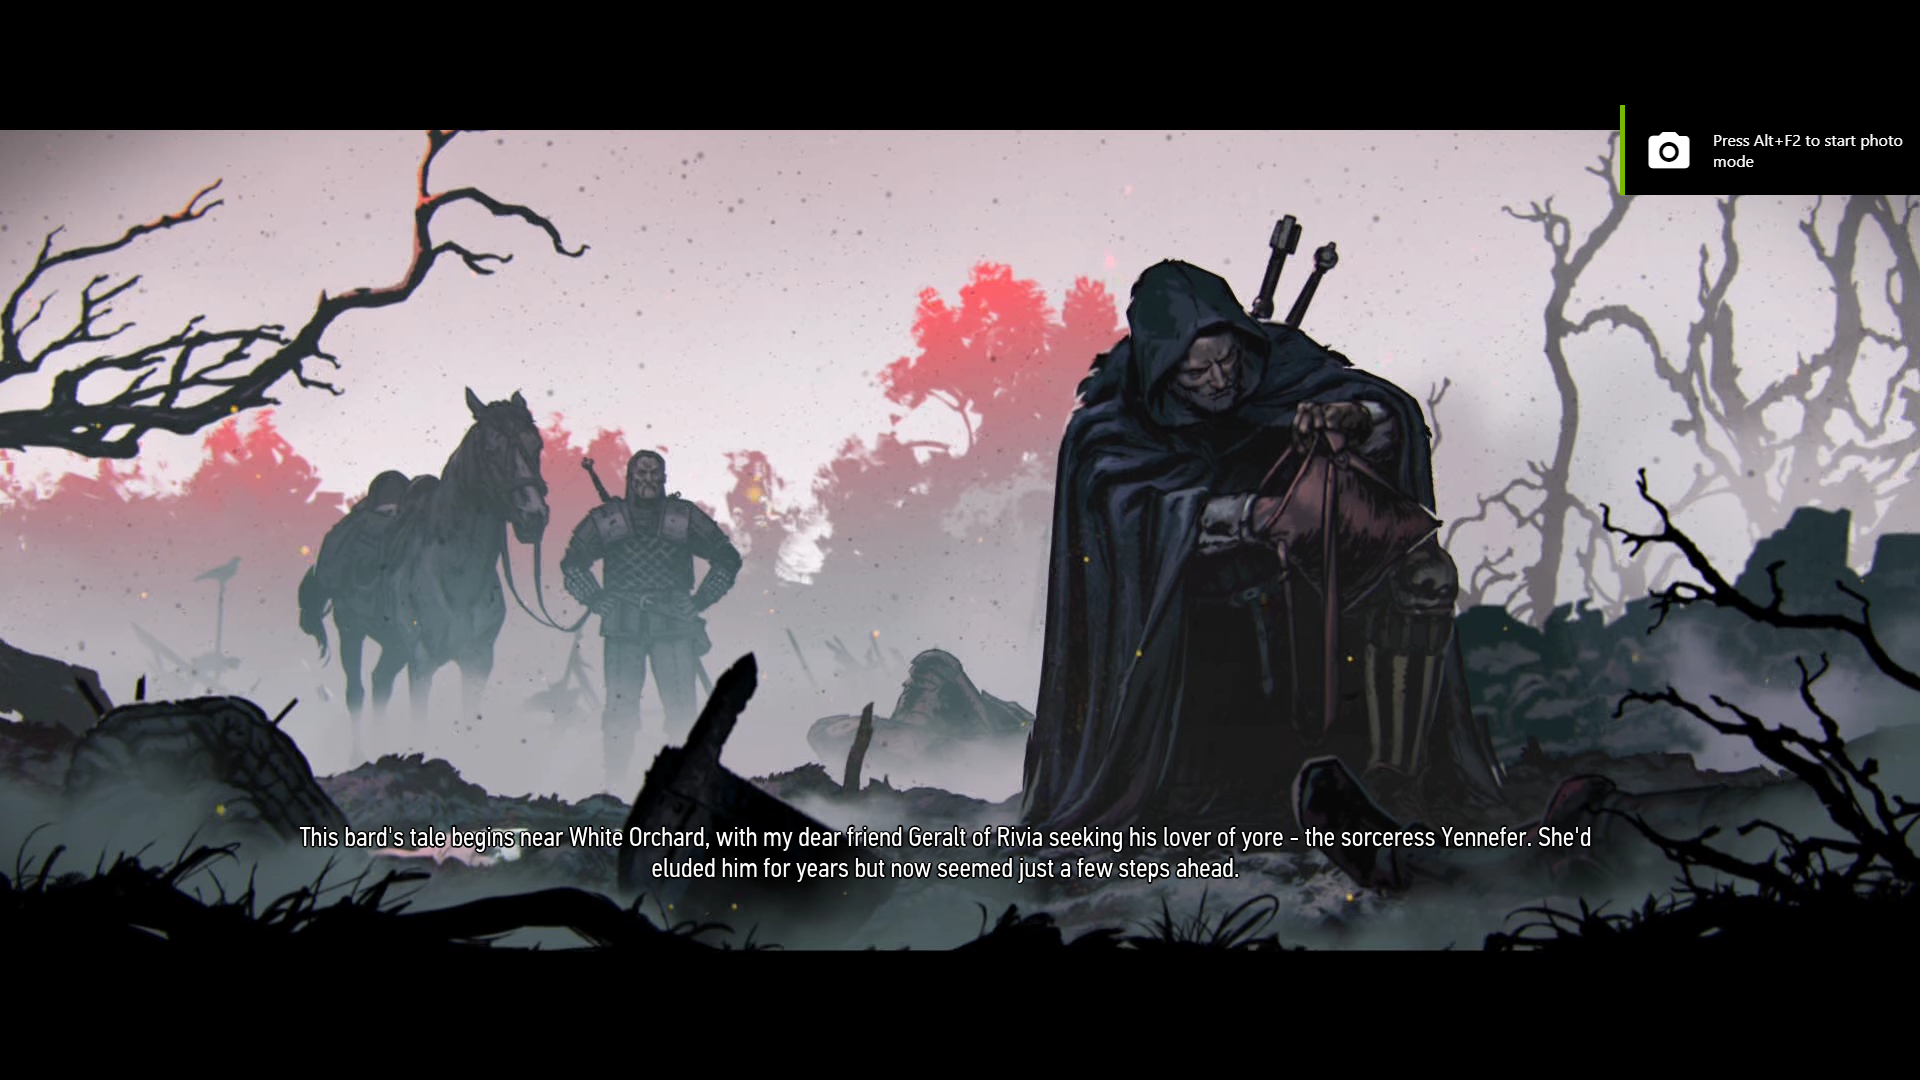 Press Alt+F2 to start photo
mode
This bard's tale begins near White Orchard, with my dear friend Geralt of Rivia seeking his lover of yore - the sorceress Yennefer. She'd
eluded him for years but now seemed just a few steps ahead.